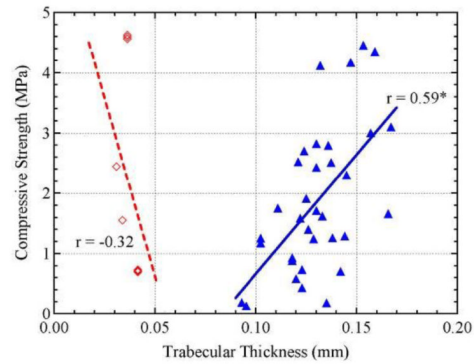 5
4
3
2
1
0
0.00
0.05
0.10
0.15
0.20
Compressive Strength (MPa)
Trabecular Thickness (mm)
r = 0.59*
r = -0.32